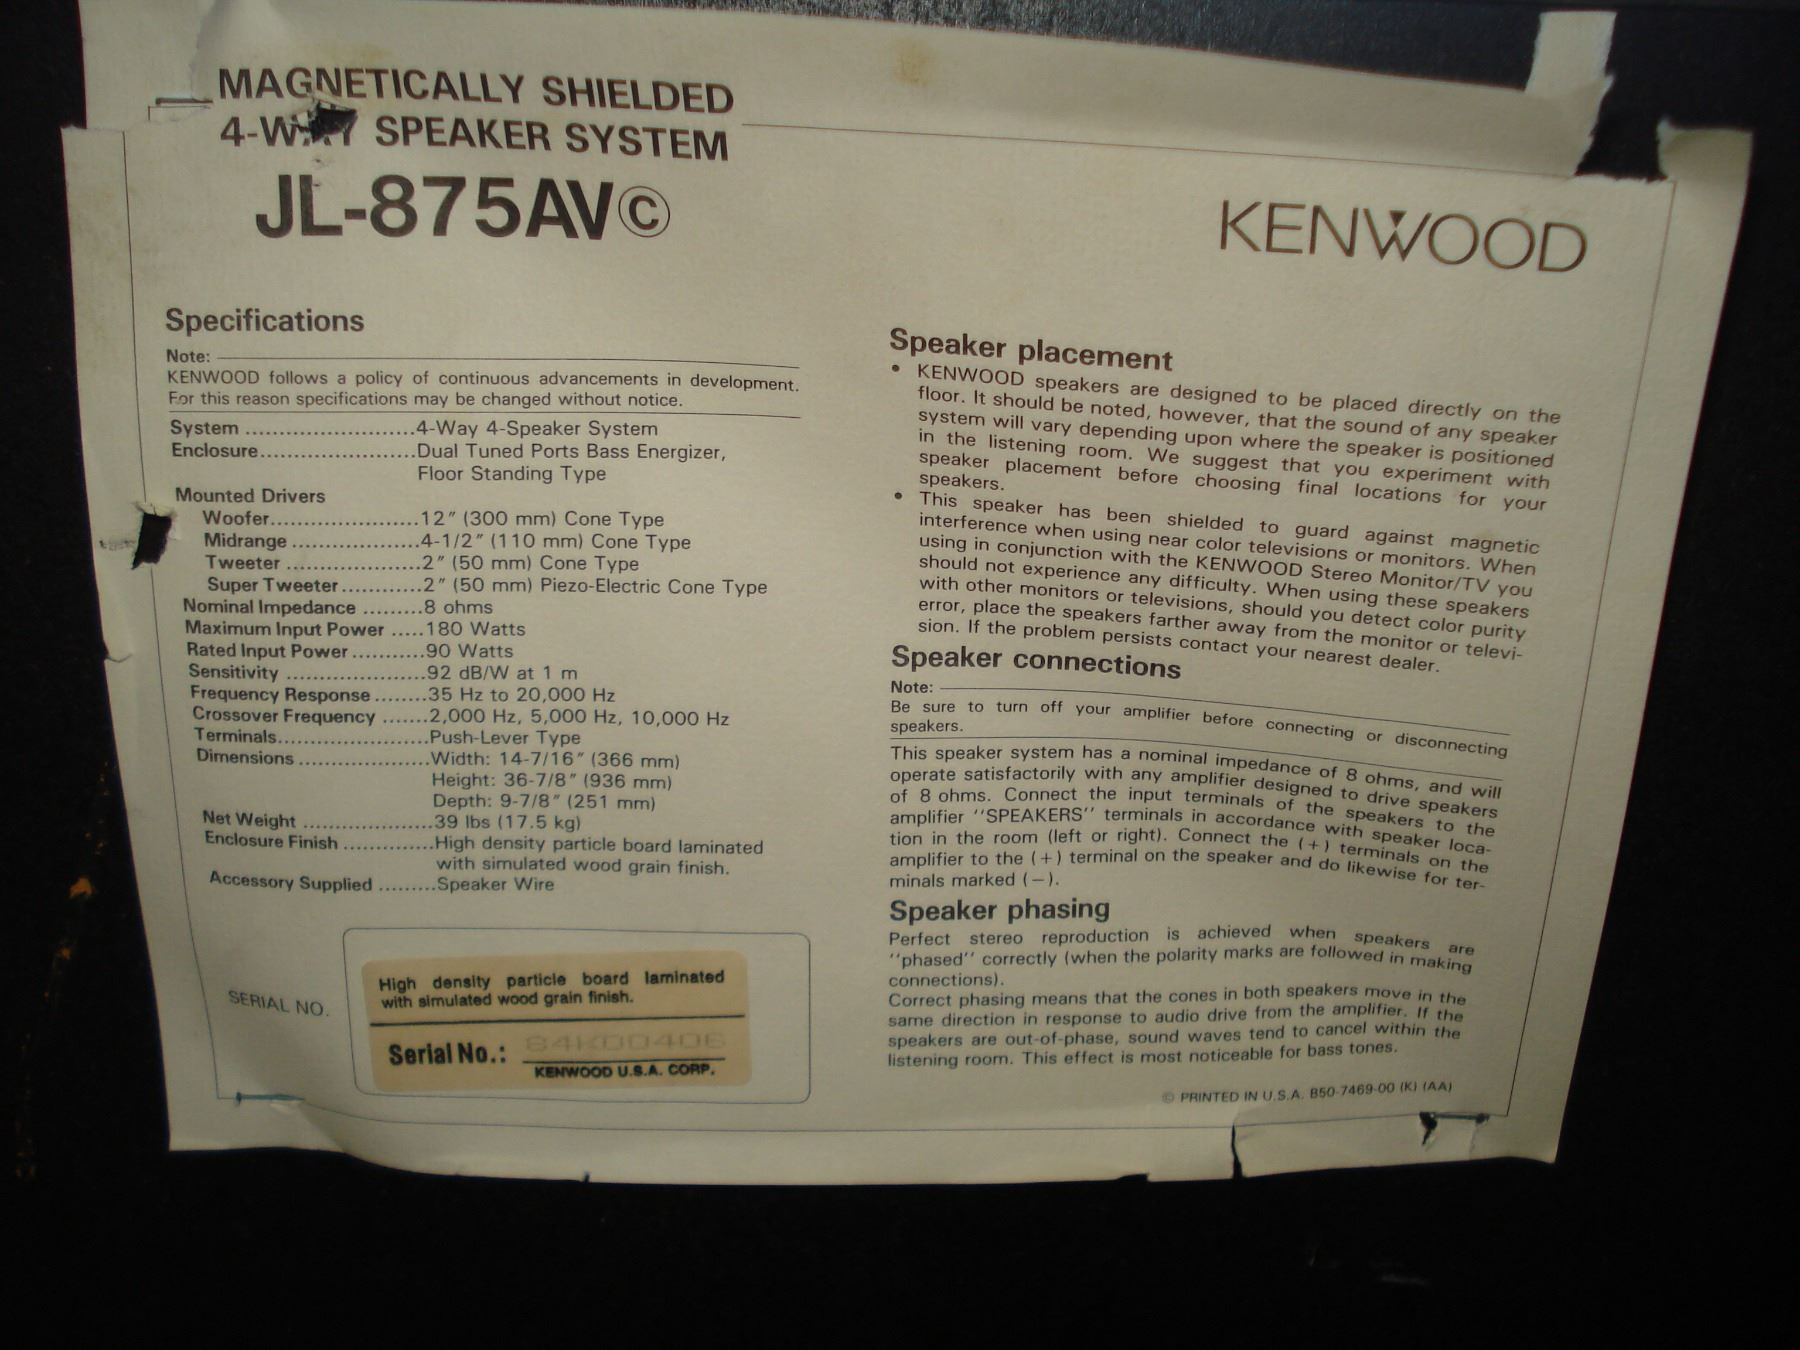 MAGNETICALLY SHIELDED
4-WAY SPEAKER SYSTEM
JL-875AV©
KENWOOD
Specifications
Note:
KENWOOD follows a policy of continuous advancements in development.
For this reason specifications may be changed without notice.
System ........................4-Way 4-Speaker System
Enclosure......................Dual Tuned Ports Bass Energizer,
Floor Standing Type
Mounted Drivers
Woofer......................12″ (300 mm) Cone Type
Midrange ...................4-1/2″ (110 mm) Cone Type
Tweeter ....................2″ (50 mm) Cone Type
Super Tweeter............2″ (50 mm) Piezo-Electric Cone Type
Nominal Impedance .........8 ohms
Maximum Input Power .....180 Watts
Rated Input Power ...........90 Watts
Sensitivity .....................92 dB/W at 1 m
Frequency Response ........35 Hz to 20,000 Hz
Crossover Frequency .......2,000 Hz, 5,000 Hz, 10,000 Hz
Terminals.......................Push-Lever Type
Dimensions ....................Width: 14-7/16″ (366 mm)
Height: 36-7/8″ (936 mm)
Depth: 9-7/8″ (251 mm)
Net Weight ....................39 lbs (17.5 kg)
Enclosure Finish ..............High density particle board laminated
with simulated wood grain finish.
Accessory Supplied .........Speaker Wire
SERIAL NO.
High density particle board laminated
with simulated wood grain finish.
Serial No.: 84K00406
KENWOOD U.S.A. CORP.
Speaker placement
• KENWOOD speakers are designed to be placed directly on the
floor. It should be noted, however, that the sound of any speaker
system will vary depending upon where the speaker is positioned
in the listening room. We suggest that you experiment with
speaker placement before choosing final locations for your
speakers.
• This speaker has been shielded to guard against magnetic
interference when using near color televisions or monitors. When
using in conjunction with the KENWOOD Stereo Monitor/TV you
should not experience any difficulty. When using these speakers
with other monitors or televisions, should you detect color purity
error, place the speakers farther away from the monitor or televi-
sion. If the problem persists contact your nearest dealer.
Speaker connections
Note:
Be sure to turn off your amplifier before connecting or disconnecting
speakers.
This speaker system has a nominal impedance of 8 ohms, and will
operate satisfactorily with any amplifier designed to drive speakers
of 8 ohms. Connect the input terminals of the speakers to the
amplifier ''SPEAKERS'' terminals in accordance with speaker loca-
tion in the room (left or right). Connect the (+) terminals on the
amplifier to the (+) terminal on the speaker and do likewise for ter-
minals marked (−).
Speaker phasing
Perfect stereo reproduction is achieved when speakers are
''phased'' correctly (when the polarity marks are followed in making
connections).
Correct phasing means that the cones in both speakers move in the
same direction in response to audio drive from the amplifier. If the
speakers are out-of-phase, sound waves tend to cancel within the
listening room. This effect is most noticeable for bass tones.
© PRINTED IN U.S.A. B50-7469-00 (K) (AA)